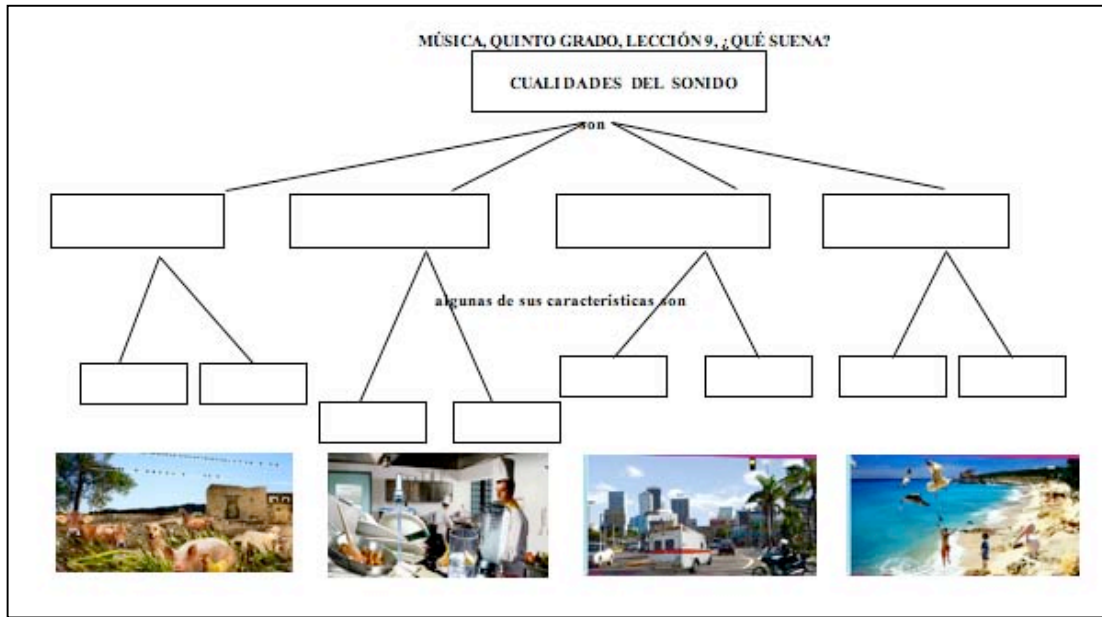 MÚSICA, QUINTO GRADO, LECCIÓN 9, ¿QUÉ SUENA?
CUALIDADES DEL SONIDO
son
algunas de sus características son